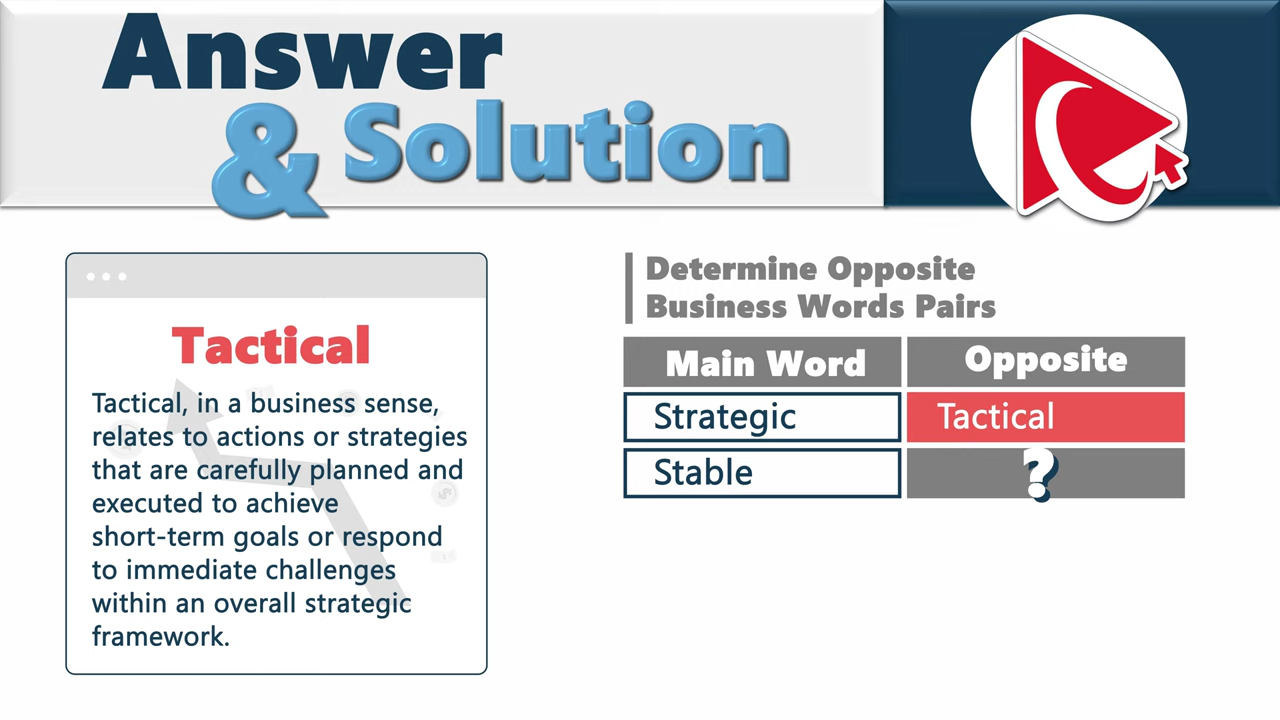 Answer
& Solution
Tactical
Tactical, in a business sense,
relates to actions or strategies
that are carefully planned and
executed to achieve
short-term goals or respond
to immediate challenges
within an overall strategic
framework.
Determine Opposite
Business Words Pairs
Main Word Opposite
Strategic Tactical
Stable ?